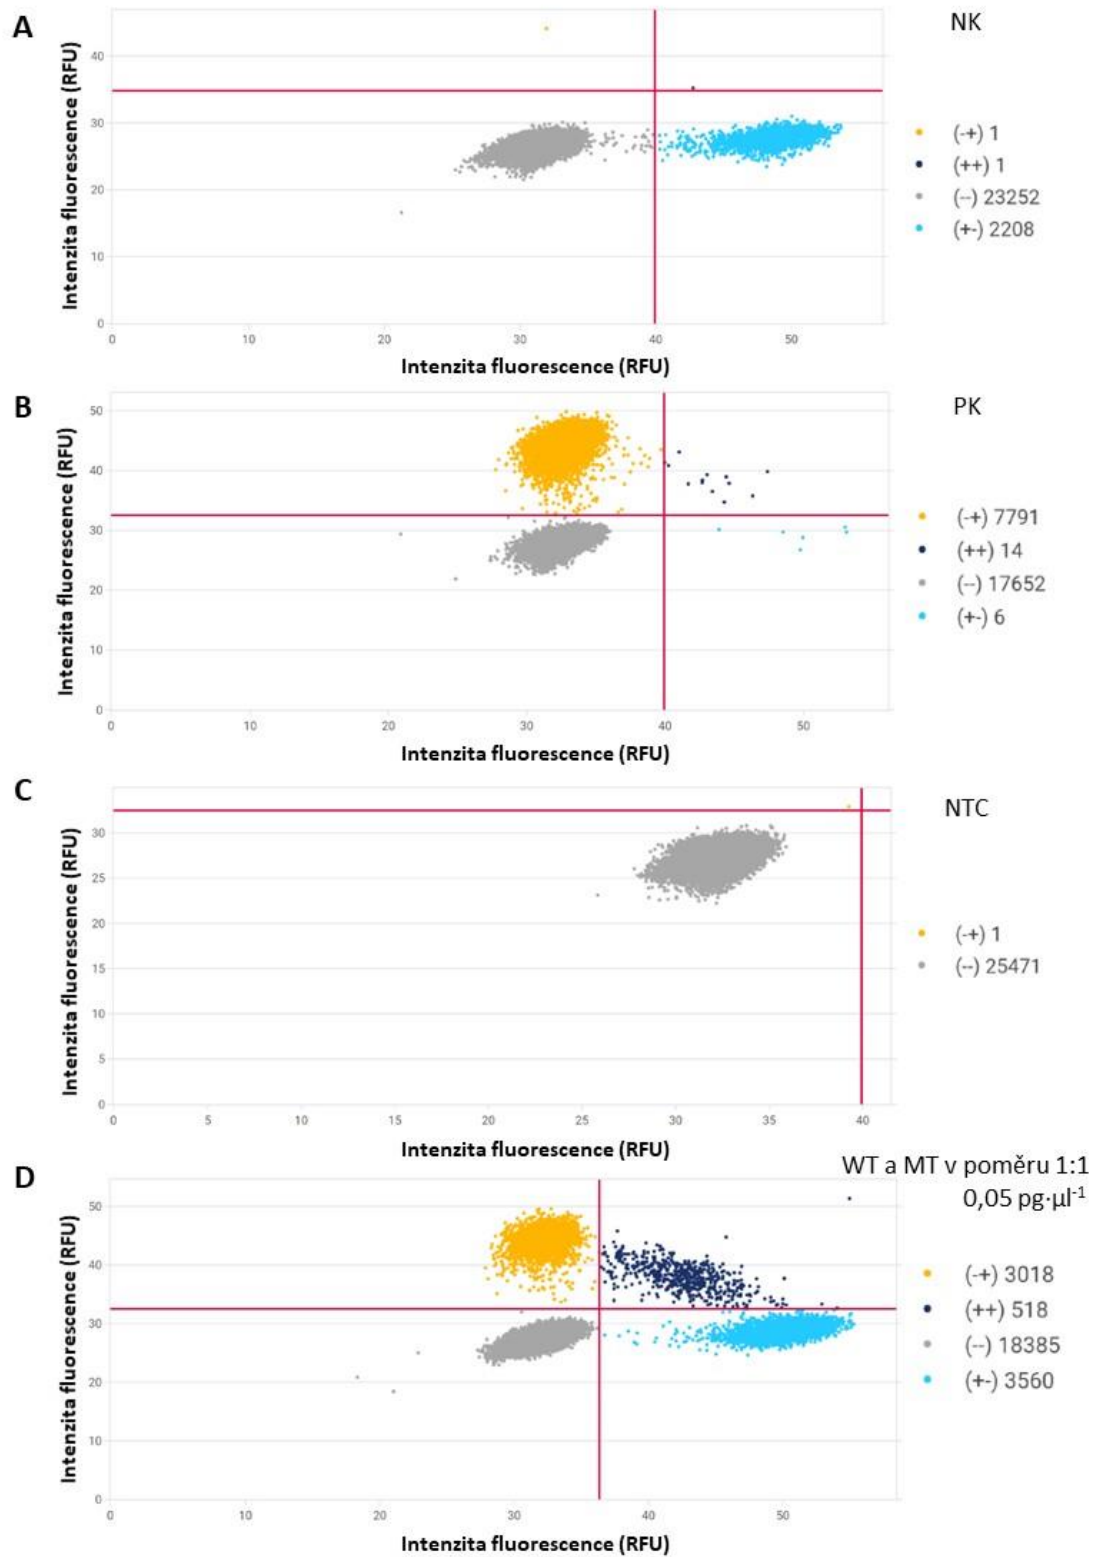 A
NK
Intenzita fluorescence (RFU)
40
30
20
10
0
0 10 20 30 40 50
Intenzita fluorescence (RFU)
(-+) 1
(++) 1
(--) 23252
(+-) 2208
B
PK
Intenzita fluorescence (RFU)
50
40
30
20
10
0
0 10 20 30 40 50
Intenzita fluorescence (RFU)
(-+) 7791
(++) 14
(--) 17652
(+-) 6
C
NTC
Intenzita fluorescence (RFU)
30
25
20
15
10
5
0
0 5 10 15 20 25 30 35 40
Intenzita fluorescence (RFU)
(-+) 1
(--) 25471
D
WT a MT v poměru 1:1
0,05 pg·µl⁻¹
Intenzita fluorescence (RFU)
50
40
30
20
10
0
0 10 20 30 40 50
Intenzita fluorescence (RFU)
(-+) 3018
(++) 518
(--) 18385
(+-) 3560